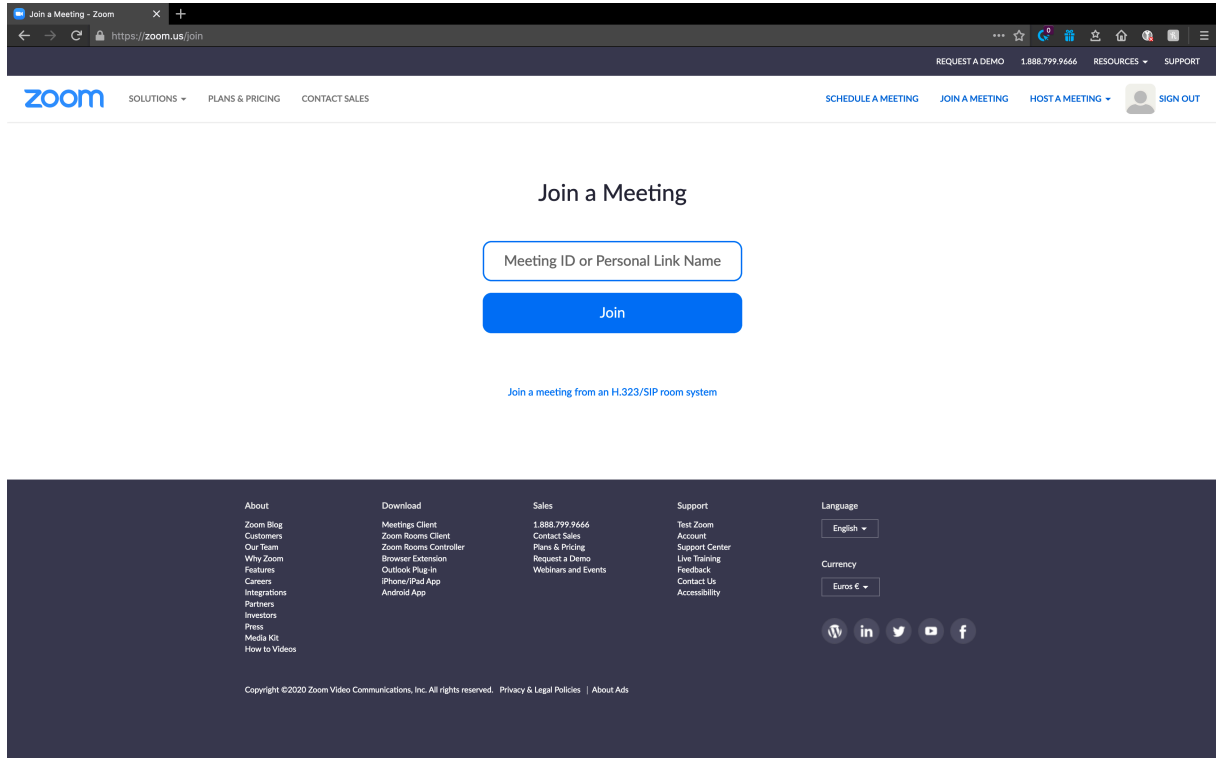 Join a Meeting - Zoom
https://zoom.us/join
0
REQUEST A DEMO 1.888.799.9666 RESOURCES SUPPORT
zoom SOLUTIONS PLANS & PRICING CONTACT SALES SCHEDULE A MEETING JOIN A MEETING HOST A MEETING SIGN OUT
Join a Meeting
Meeting ID or Personal Link Name
Join
Join a meeting from an H.323/SIP room system
About
Zoom Blog
Customers
Our Team
Why Zoom
Features
Careers
Integrations
Partners
Investors
Press
Media Kit
How to Videos
Download
Meetings Client
Zoom Rooms Client
Zoom Rooms Controller
Browser Extension
Outlook Plug-in
iPhone/iPad App
Android App
Sales
1.888.799.9666
Contact Sales
Plans & Pricing
Request a Demo
Webinars and Events
Support
Test Zoom
Account
Support Center
Live Training
Feedback
Contact Us
Accessibility
Language
English
Currency
Euros €
in
f
Copyright ©2020 Zoom Video Communications, Inc. All rights reserved. Privacy & Legal Policies | About Ads